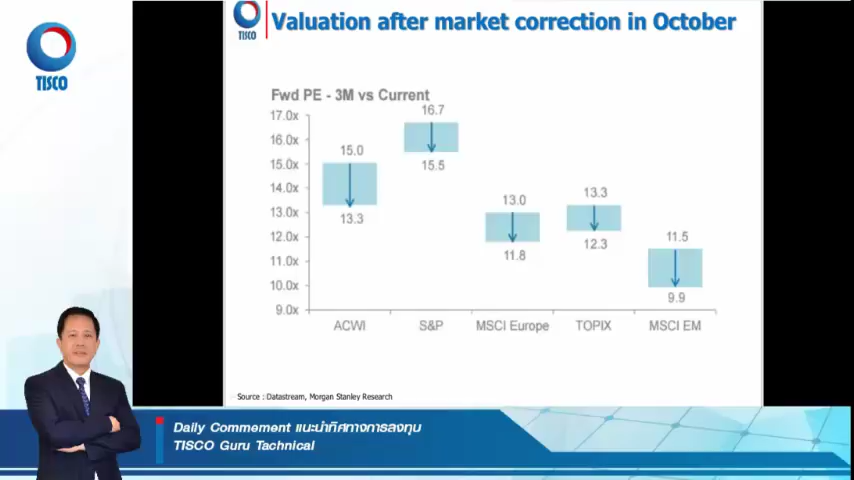 TISCO
TISCO
Valuation after market correction in October
Fwd PE - 3M vs Current
17.0x
16.0x
15.0x
14.0x
13.0x
12.0x
11.0x
10.0x
9.0x
15.0
13.3
16.7
15.5
13.0
11.8
13.3
12.3
11.5
9.9
ACWI
S&P
MSCI Europe
TOPIX
MSCI EM
Source : Datastream, Morgan Stanley Research
Daily Commement แนะนำทิศทางการลงทุน
TISCO Guru Tachnical